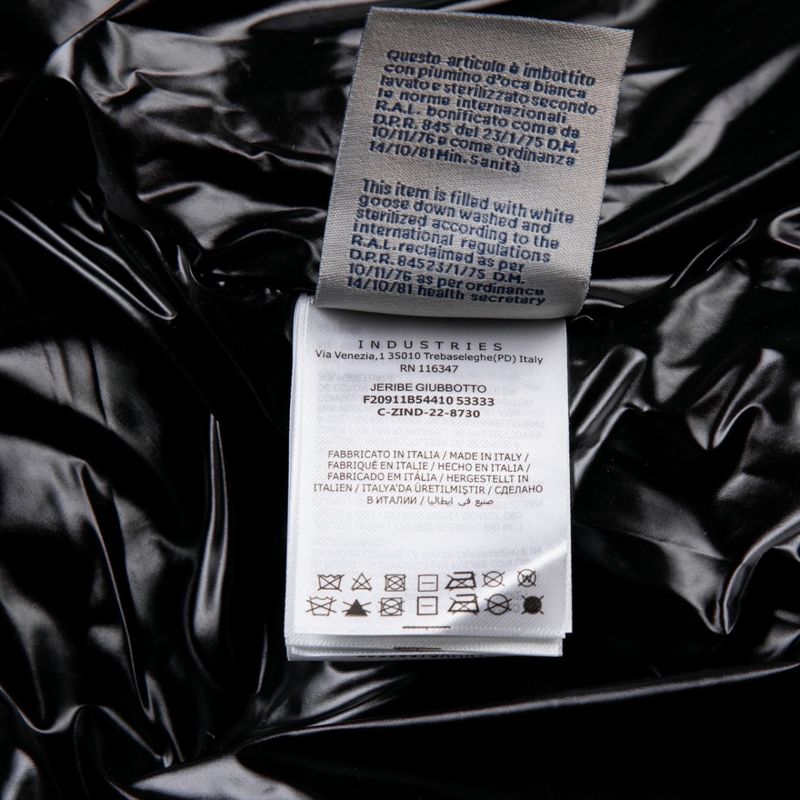 Questo articolo è imbottito
con piumino d'oca bianca
lavato e sterilizzato secondo
le norme internazionali
R.A.L. bonificato come da
D.P.R. 845 del 23/1/75 D.M.
10/11/76 e come ordinanza
14/10/81 Min. Sanità
This item is filled with white
goose down washed and
sterilized according to the
international regulations
R.A.L. reclaimed as per
D.P.R. 845 23/1/75 D.M.
10/11/76 as per ordinance
14/10/81 health secretary
INDUSTRIES
Via Venezia,1 35010 Trebaseleghe(PD) Italy
RN 116347
JERIBE GIUBBOTTO
F20911B54410 53333
C-ZIND-22-8730
FABBRICATO IN ITALIA / MADE IN ITALY /
FABRIQUÉ EN ITALIE / HECHO EN ITALIA /
FABRICADO EM ITÁLIA / HERGESTELLT IN
ITALIEN / ITALYA'DA ÜRETILMIŞTIR / СДЕЛАНО
В ИТАЛИИ / صنع في ايطاليا